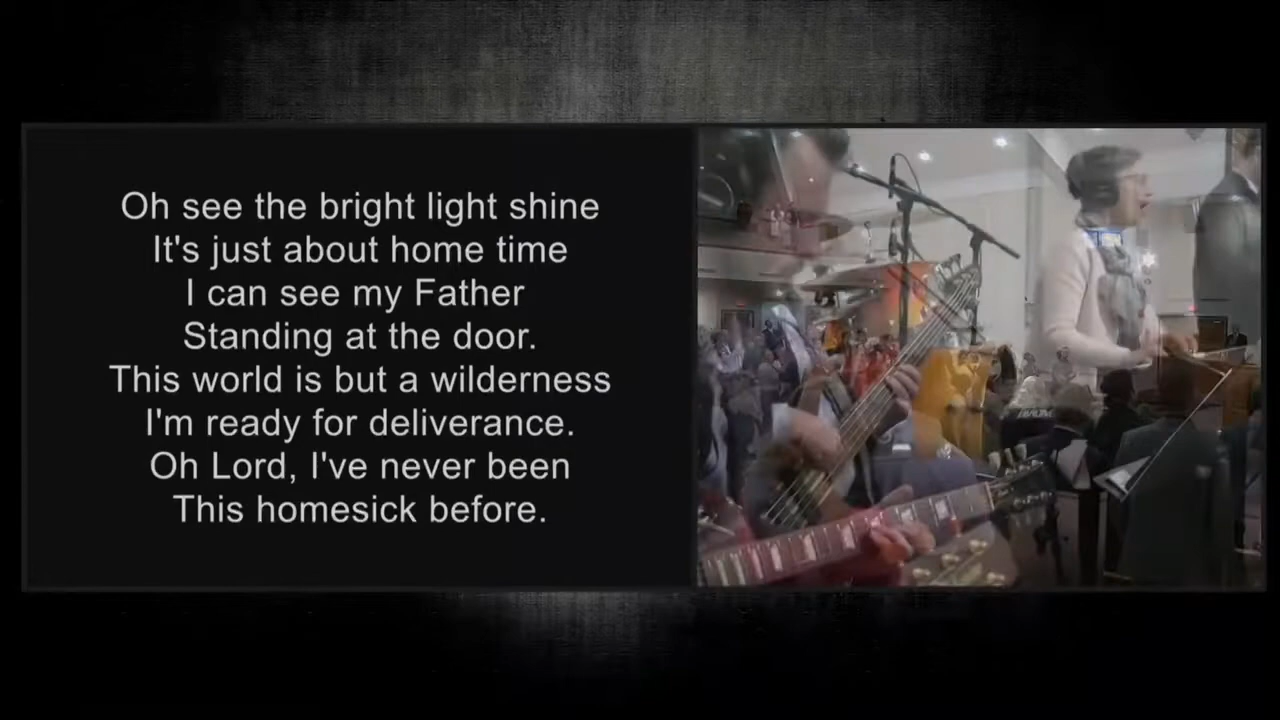 Oh see the bright light shine
It's just about home time
I can see my Father
Standing at the door.
This world is but a wilderness
I'm ready for deliverance.
Oh Lord, I've never been
This homesick before.